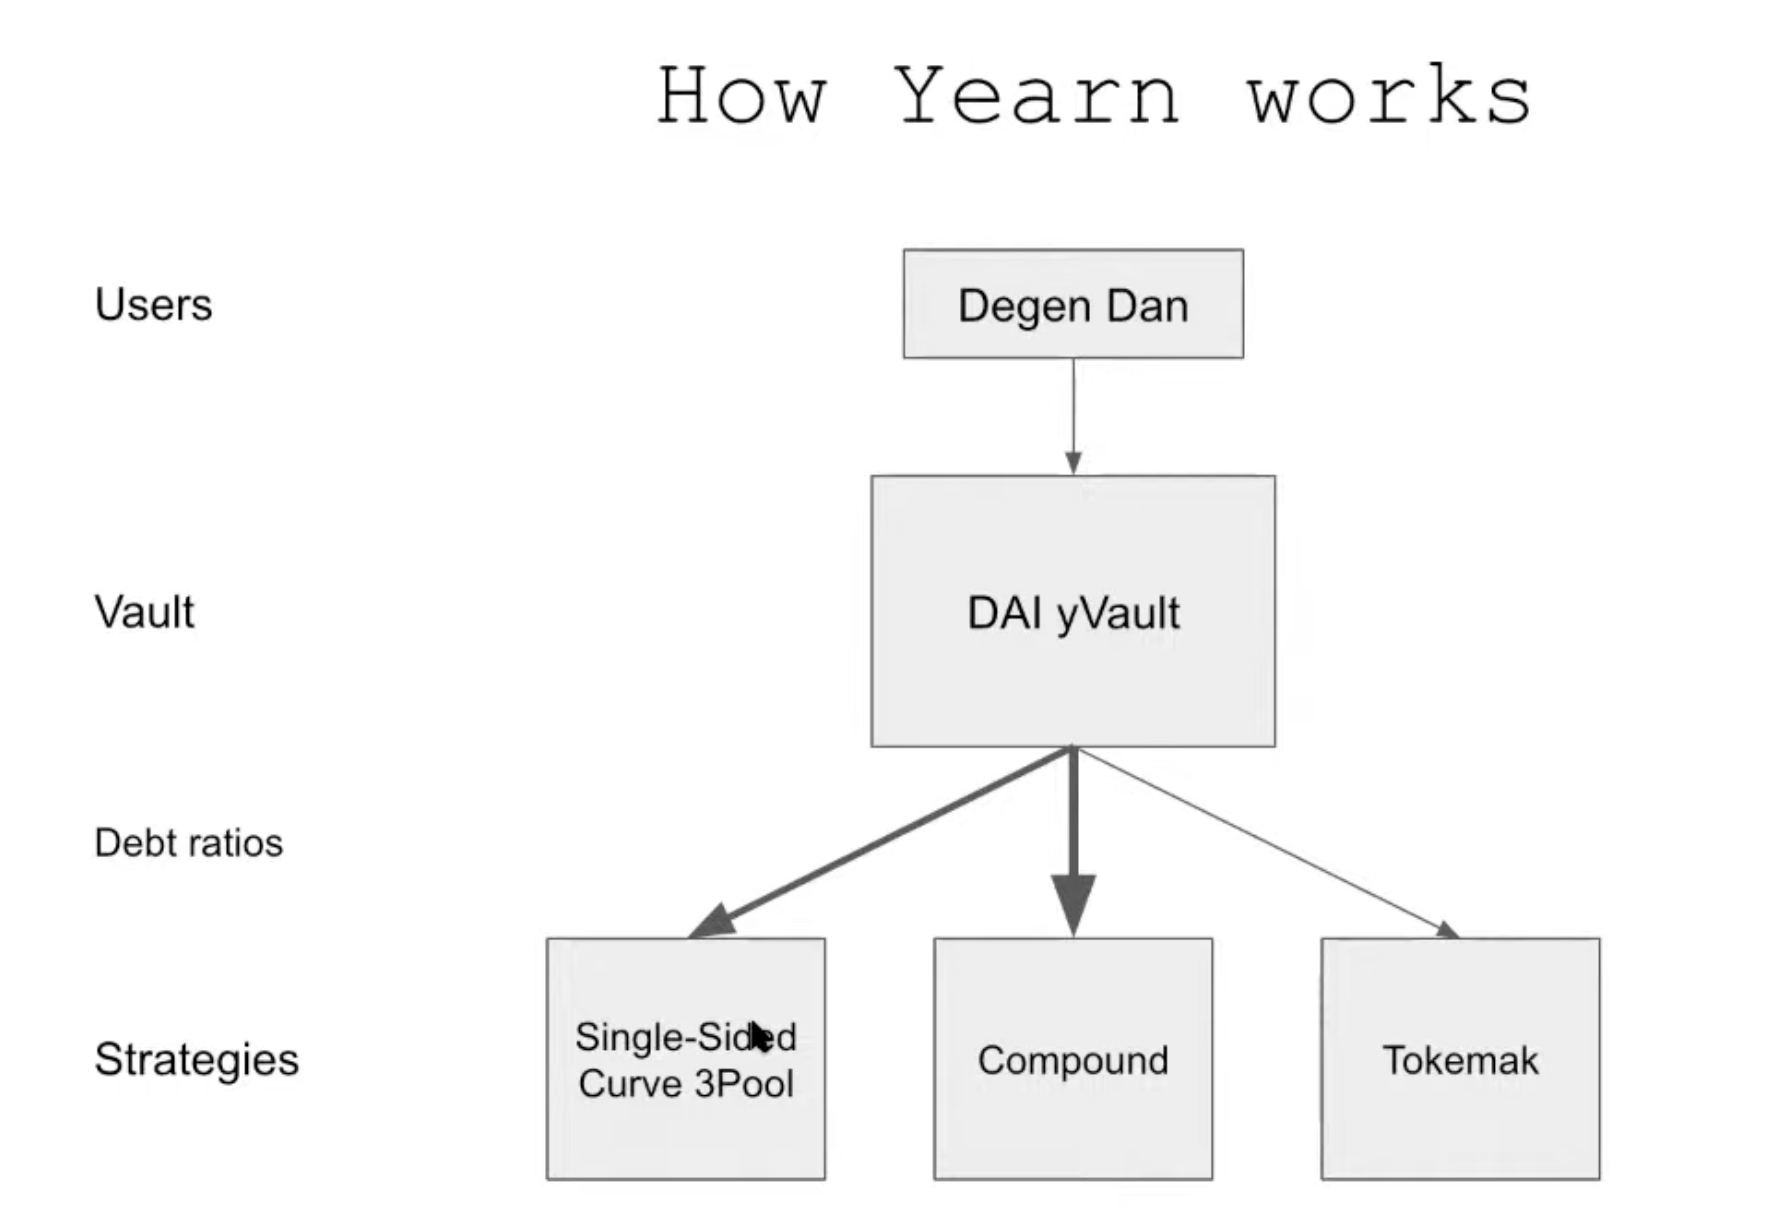 How Yearn works
Users
Degen Dan
Vault
DAI yVault
Debt ratios
Strategies
Single-Sided
Curve 3Pool
Compound
Tokemak